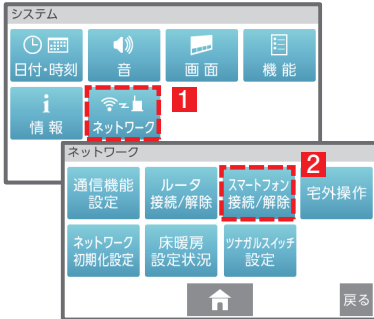 システム
日付・時刻
音
画面
機能
情報
ネットワーク
1
ネットワーク
2
通信機能
設定
ルータ
接続/解除
スマートフォン
接続/解除
宅外操作
ネットワーク
初期化設定
床暖房
設定状況
ツナガルスイッチ
設定
戻る